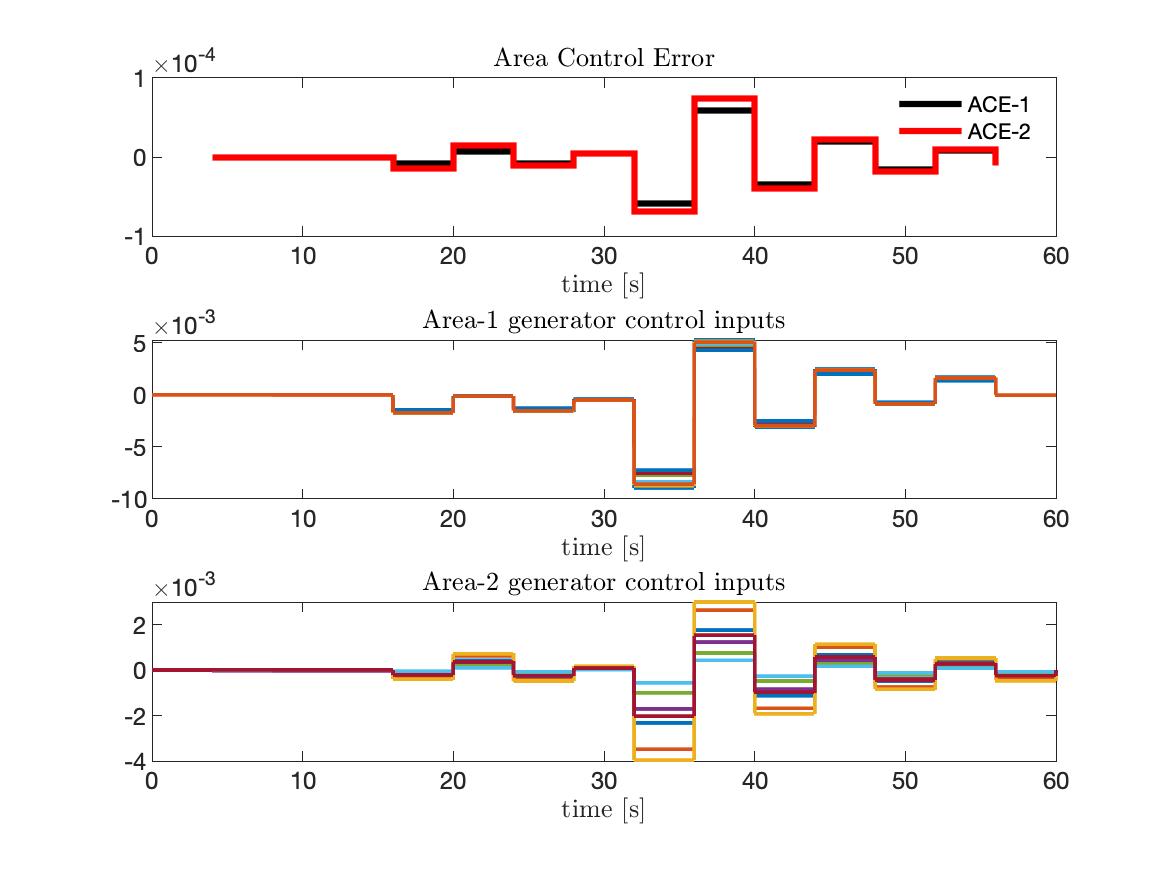 ×10-4
Area Control Error
1
0
-1
ACE-1
ACE-2
0 10 20 30 40 50 60
time [s]
×10-3
Area-1 generator control inputs
5
0
-5
-10
0 10 20 30 40 50 60
time [s]
×10-3
Area-2 generator control inputs
2
0
-2
-4
0 10 20 30 40 50 60
time [s]